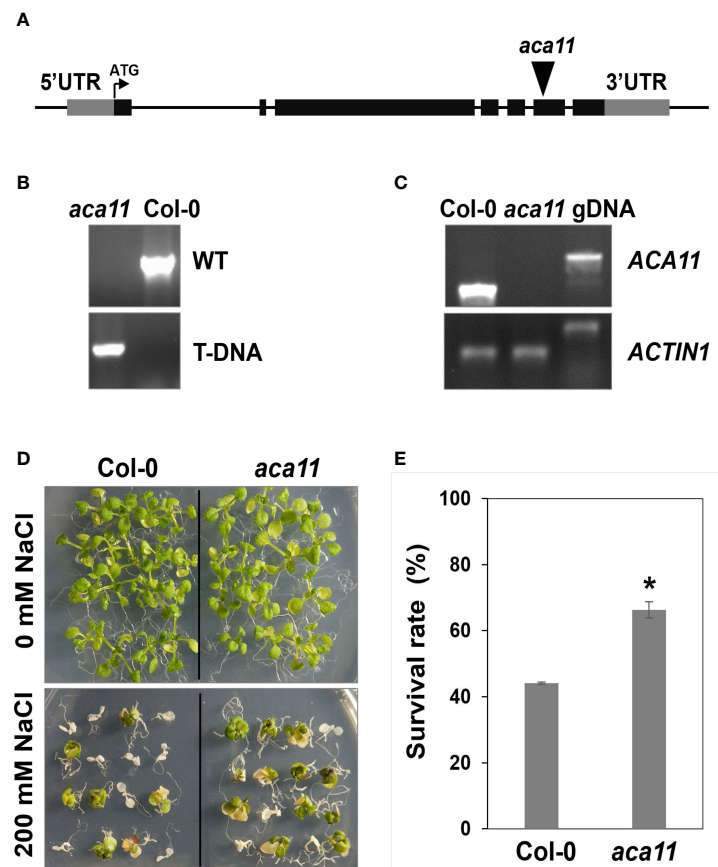 A
aca11
5'UTR
ATG
3'UTR
B
aca11 Col-0
WT
T-DNA
C
Col-0 aca11 gDNA
ACA11
ACTIN1
D
Col-0
aca11
0 mM NaCl
200 mM NaCl
E
Survival rate (%)
100
80
60
40
20
0
*
Col-0
aca11